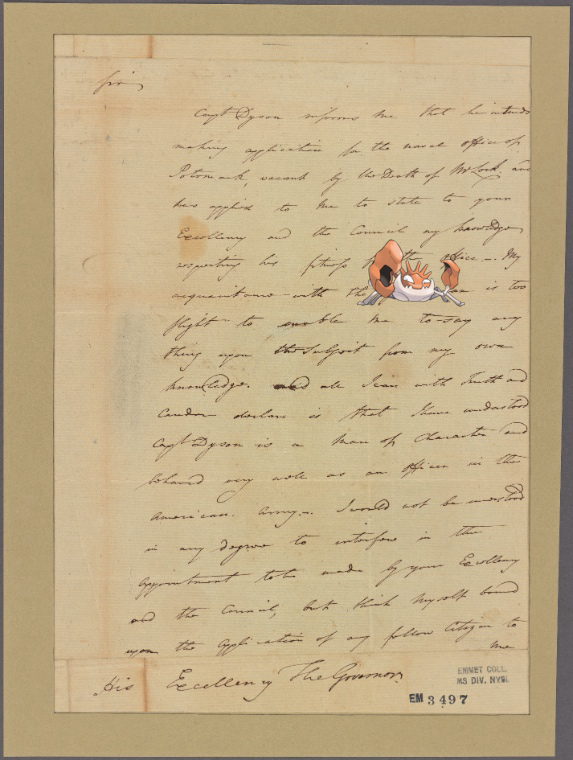 Sir
Capt Dyson informs me that he intends
making application for the naval office of
Potomack, vacant by the Death of Mr Lock. and
has applied to me to state to your
Excellency and the Council my knowledge
respecting his fitness the office — My
acquaintance with the is too
slight to enable me to say any
thing upon the Subject from my own
knowledge. and all I can with Truth and
Candor declare is that I have understood
Capt Dyson is a Man of Character and
behaved very well as an officer in the
American Army. I would not be understood
in any degree to interfere in the
appointment to be made by your Excellency
and the Council, but think myself bound
upon the application of any fellow Citizen to
me
His Excellency The Governor
EMMET COLL.
MS DIV. NYPL
EM 3497